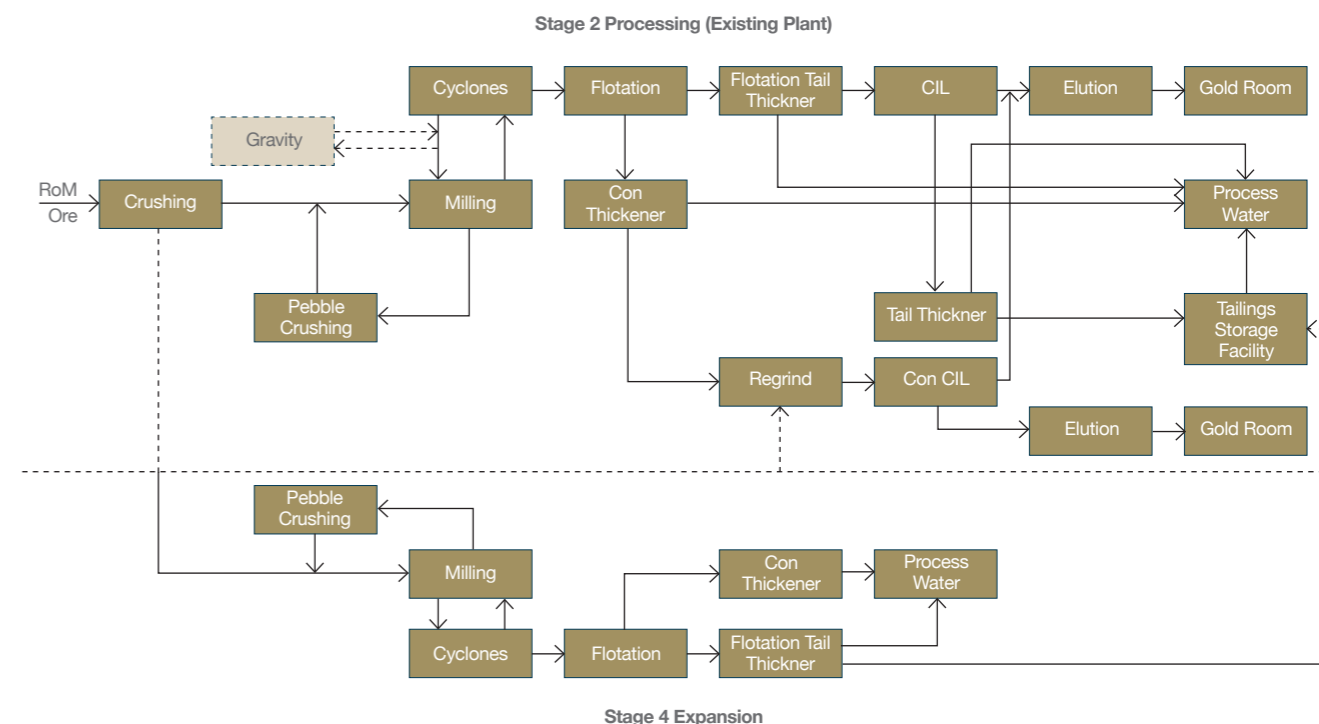 Stage 2 Processing (Existing Plant)
Cyclones
Flotation
Flotation Tail
Thickner
CIL
Elution
Gold Room
Gravity
RoM
Ore
Crushing
Milling
Con
Thickener
Process
Water
Pebble
Crushing
Tail Thickner
Tailings
Storage
Facility
Regrind
Con CIL
Elution
Gold Room
Pebble
Crushing
Milling
Con
Thickener
Process
Water
Cyclones
Flotation
Flotation Tail
Thickner
Stage 4 Expansion